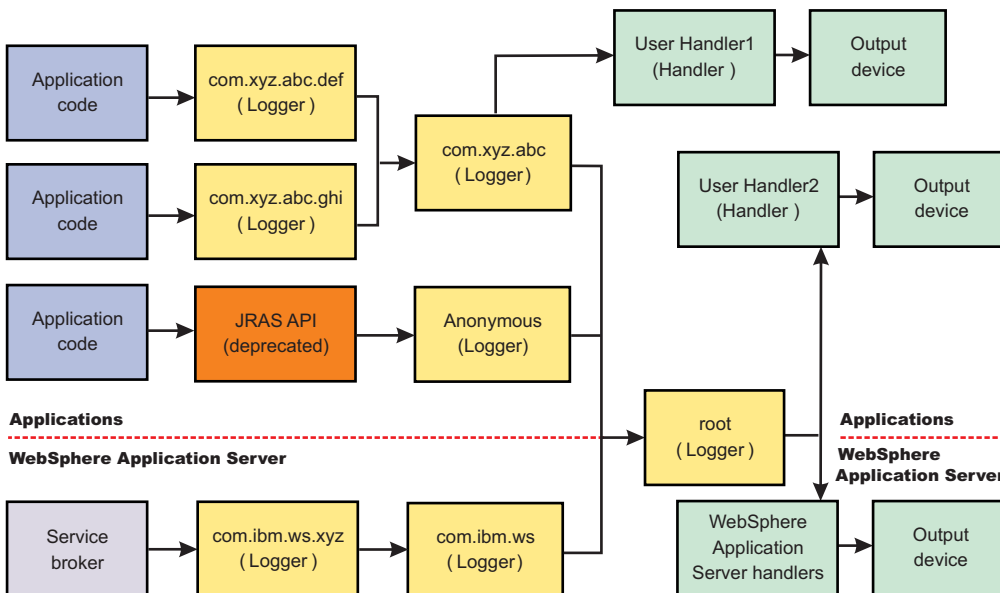 Application
code
com.xyz.abc.def
( Logger )
User Handler1
(Handler )
Output
device
com.xyz.abc
( Logger)
Application
code
com.xyz.abc.ghi
( Logger )
User Handler2
(Handler )
Output
device
Application
code
JRAS API
(deprecated)
Anonymous
(Logger)
Applications
WebSphere Application Server
root
( Logger )
Applications
WebSphere
Application Server
Service
broker
com.ibm.ws.xyz
( Logger )
com.ibm.ws
( Logger )
WebSphere
Application
Server handlers
Output
device